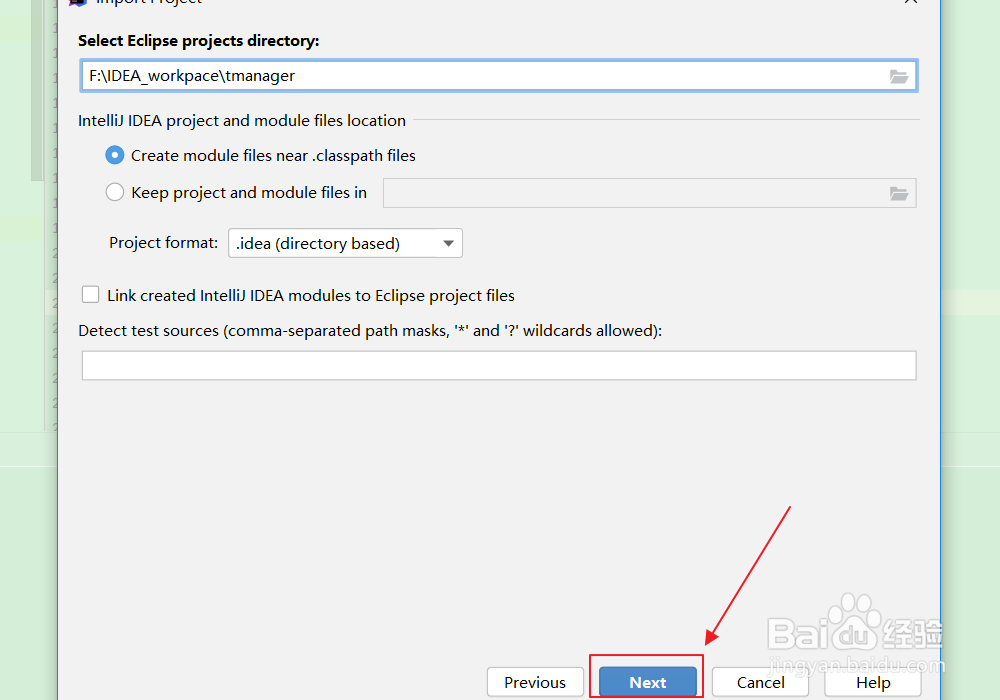 Import Project
Select Eclipse projects directory:
F:\IDEA_workpace\tmanager
IntelliJ IDEA project and module files location
Create module files near .classpath files
Keep project and module files in
Project format: .idea (directory based)
Link created IntelliJ IDEA modules to Eclipse project files
Detect test sources (comma-separated path masks, '*' and '?' wildcards allowed):
Baidu 经验
jingyan.baidu.com
Previous Next Cancel Help